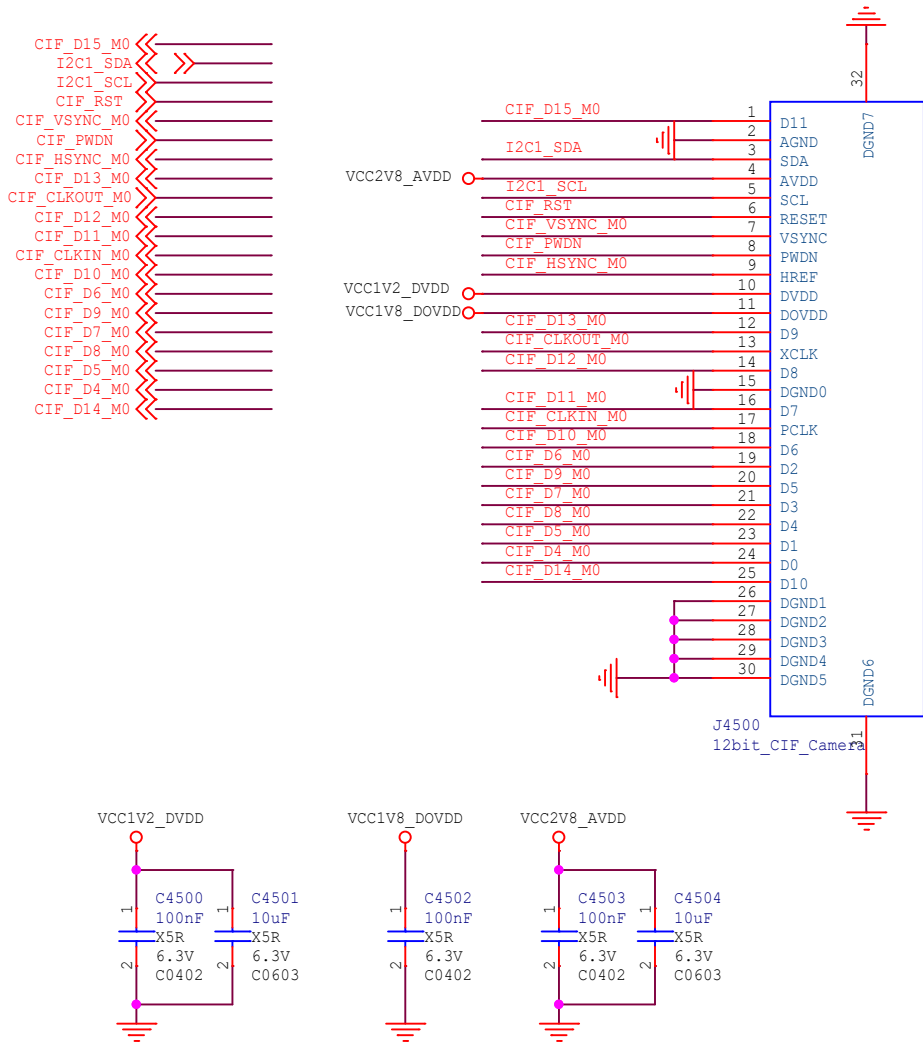 CIF_D15_M0
I2C1_SDA
I2C1_SCL
CIF_RST
CIF_VSYNC_M0
CIF_PWDN
CIF_HSYNC_M0
CIF_D13_M0
CIF_CLKOUT_M0
CIF_D12_M0
CIF_D11_M0
CIF_CLKIN_M0
CIF_D10_M0
CIF_D6_M0
CIF_D9_M0
CIF_D7_M0
CIF_D8_M0
CIF_D5_M0
CIF_D4_M0
CIF_D14_M0
32
DGND7
CIF_D15_M0 1 D11
2 AGND
I2C1_SDA 3 SDA
VCC2V8_AVDD 4 AVDD
I2C1_SCL 5 SCL
CIF_RST 6 RESET
CIF_VSYNC_M0 7 VSYNC
CIF_PWDN 8 PWDN
CIF_HSYNC_M0 9 HREF
VCC1V2_DVDD 10 DVDD
VCC1V8_DOVDD 11 DOVDD
CIF_D13_M0 12 D9
CIF_CLKOUT_M0 13 XCLK
CIF_D12_M0 14 D8
15 DGND0
CIF_D11_M0 16 D7
CIF_CLKIN_M0 17 PCLK
CIF_D10_M0 18 D6
CIF_D6_M0 19 D2
CIF_D9_M0 20 D5
CIF_D7_M0 21 D3
CIF_D8_M0 22 D4
CIF_D5_M0 23 D1
CIF_D4_M0 24 D0
CIF_D14_M0 25 D10
26 DGND1
27 DGND2
28 DGND3
29 DGND4
30 DGND5
DGND6
31
J4500
12bit_CIF_Camera
VCC1V2_DVDD
1
2
C4500
100nF
X5R
6.3V
C0402
1
2
C4501
10uF
X5R
6.3V
C0603
VCC1V8_DOVDD
1
2
C4502
100nF
X5R
6.3V
C0402
VCC2V8_AVDD
1
2
C4503
100nF
X5R
6.3V
C0402
1
2
C4504
10uF
X5R
6.3V
C0603